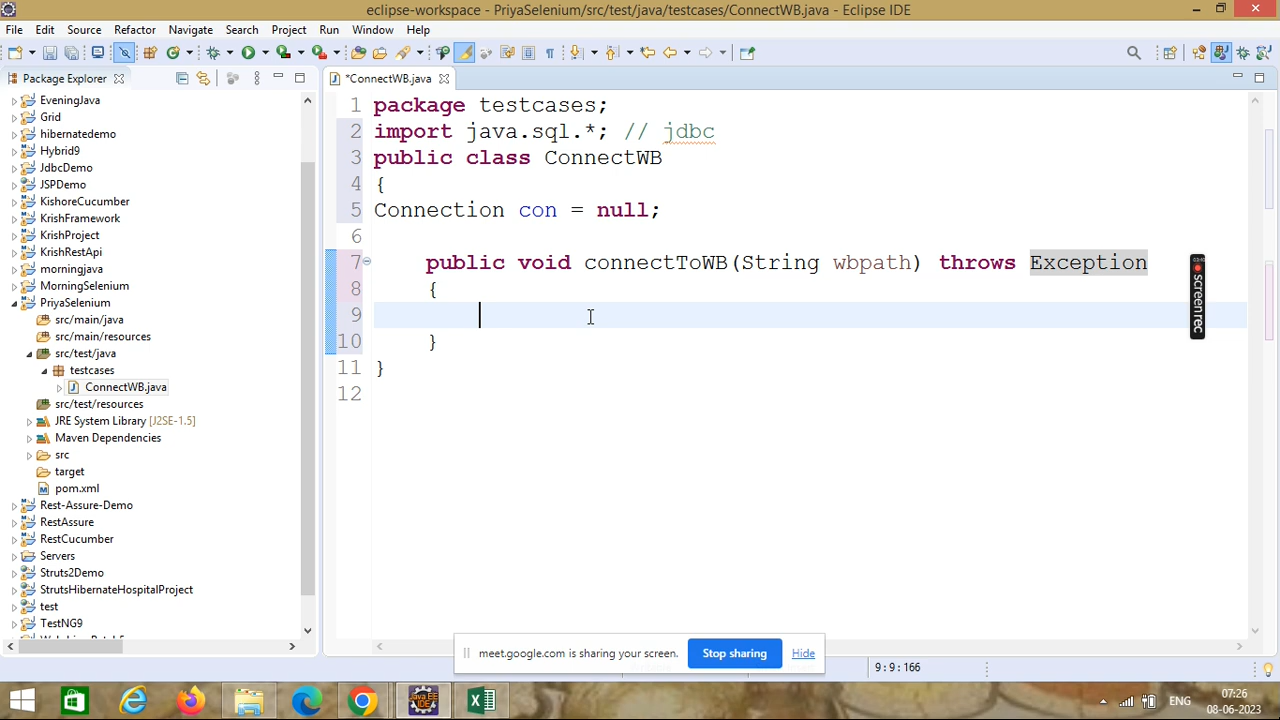 eclipse-workspace - PriyaSelenium/src/test/java/testcases/ConnectWB.java - Eclipse IDE
File Edit Source Refactor Navigate Search Project Run Window Help
Package Explorer
*ConnectWB.java
EveningJava
Grid
hibernatedemo
Hybrid9
JdbcDemo
JSPDemo
KishoreCucumber
KrishFramework
KrishProject
KrishRestApi
morningjava
MorningSelenium
PriyaSelenium
src/main/java
src/main/resources
src/test/java
testcases
ConnectWB.java
src/test/resources
JRE System Library [J2SE-1.5]
Maven Dependencies
src
target
pom.xml
Rest-Assure-Demo
RestAssure
RestCucumber
Servers
Struts2Demo
StrutsHibernateHospitalProject
test
TestNG9
1 package testcases;
2 import java.sql.*; // jdbc
3 public class ConnectWB
4 {
5 Connection con = null;
6
7 public void connectToWB(String wbpath) throws Exception
8 {
9
10 }
11 }
12
screenrec
meet.google.com is sharing your screen. Stop sharing Hide
9 : 9 : 166
Java EE IDE
ENG
07:26
08-06-2023